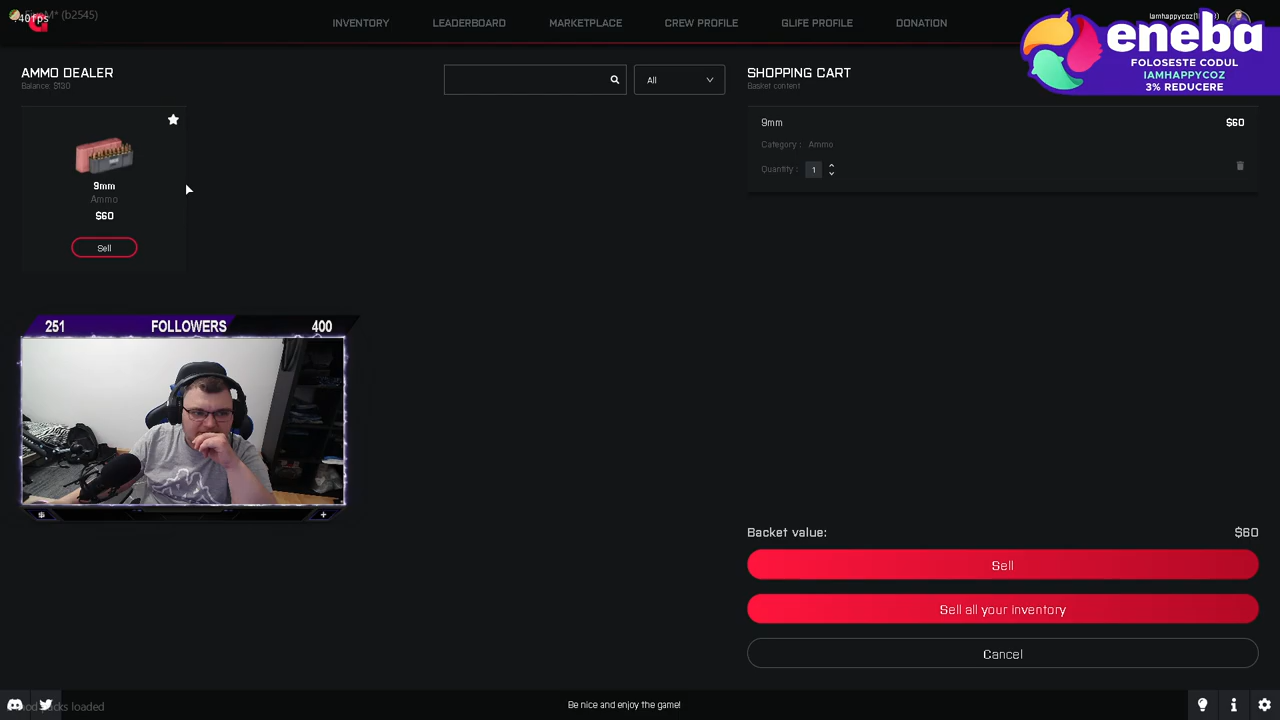 40fps
(b2545)
INVENTORY
LEADERBOARD
MARKETPLACE
CREW PROFILE
GLIFE PROFILE
DONATION
eneba
FOLOSESTE CODUL
IAMHAPPYCOZ
3% REDUCERE
AMMO DEALER
Balance: $130
All
SHOPPING CART
Basket content
9mm
Ammo
$60
Sell
9mm
$60
Category : Ammo
Quantity : 1
251
FOLLOWERS
400
Backet value:
$60
Sell
Sell all your inventory
Cancel
Be nice and enjoy the game!